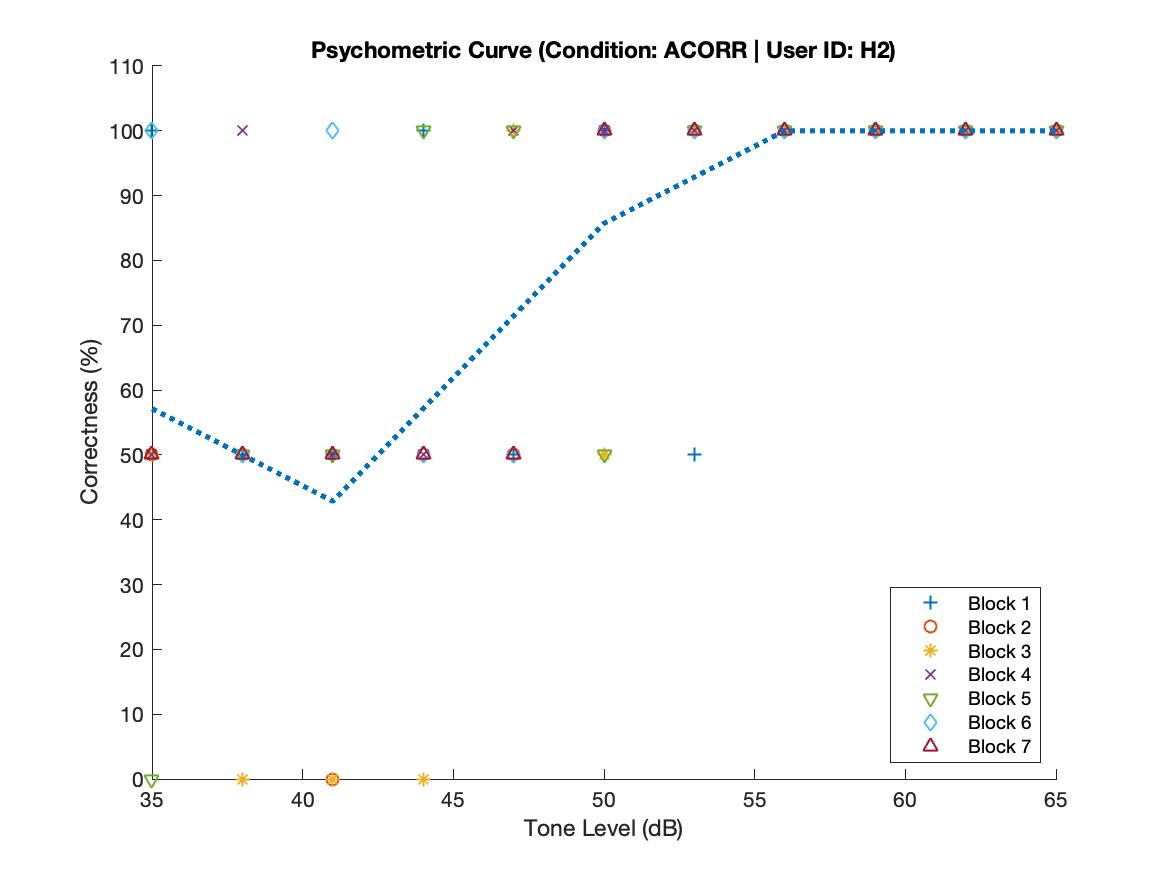 Psychometric Curve (Condition: ACORR | User ID: H2)
110
100
90
80
70
60
50
40
30
20
10
0
Correctness (%)
35
40
45
50
55
60
65
Tone Level (dB)
Block 1
Block 2
Block 3
Block 4
Block 5
Block 6
Block 7